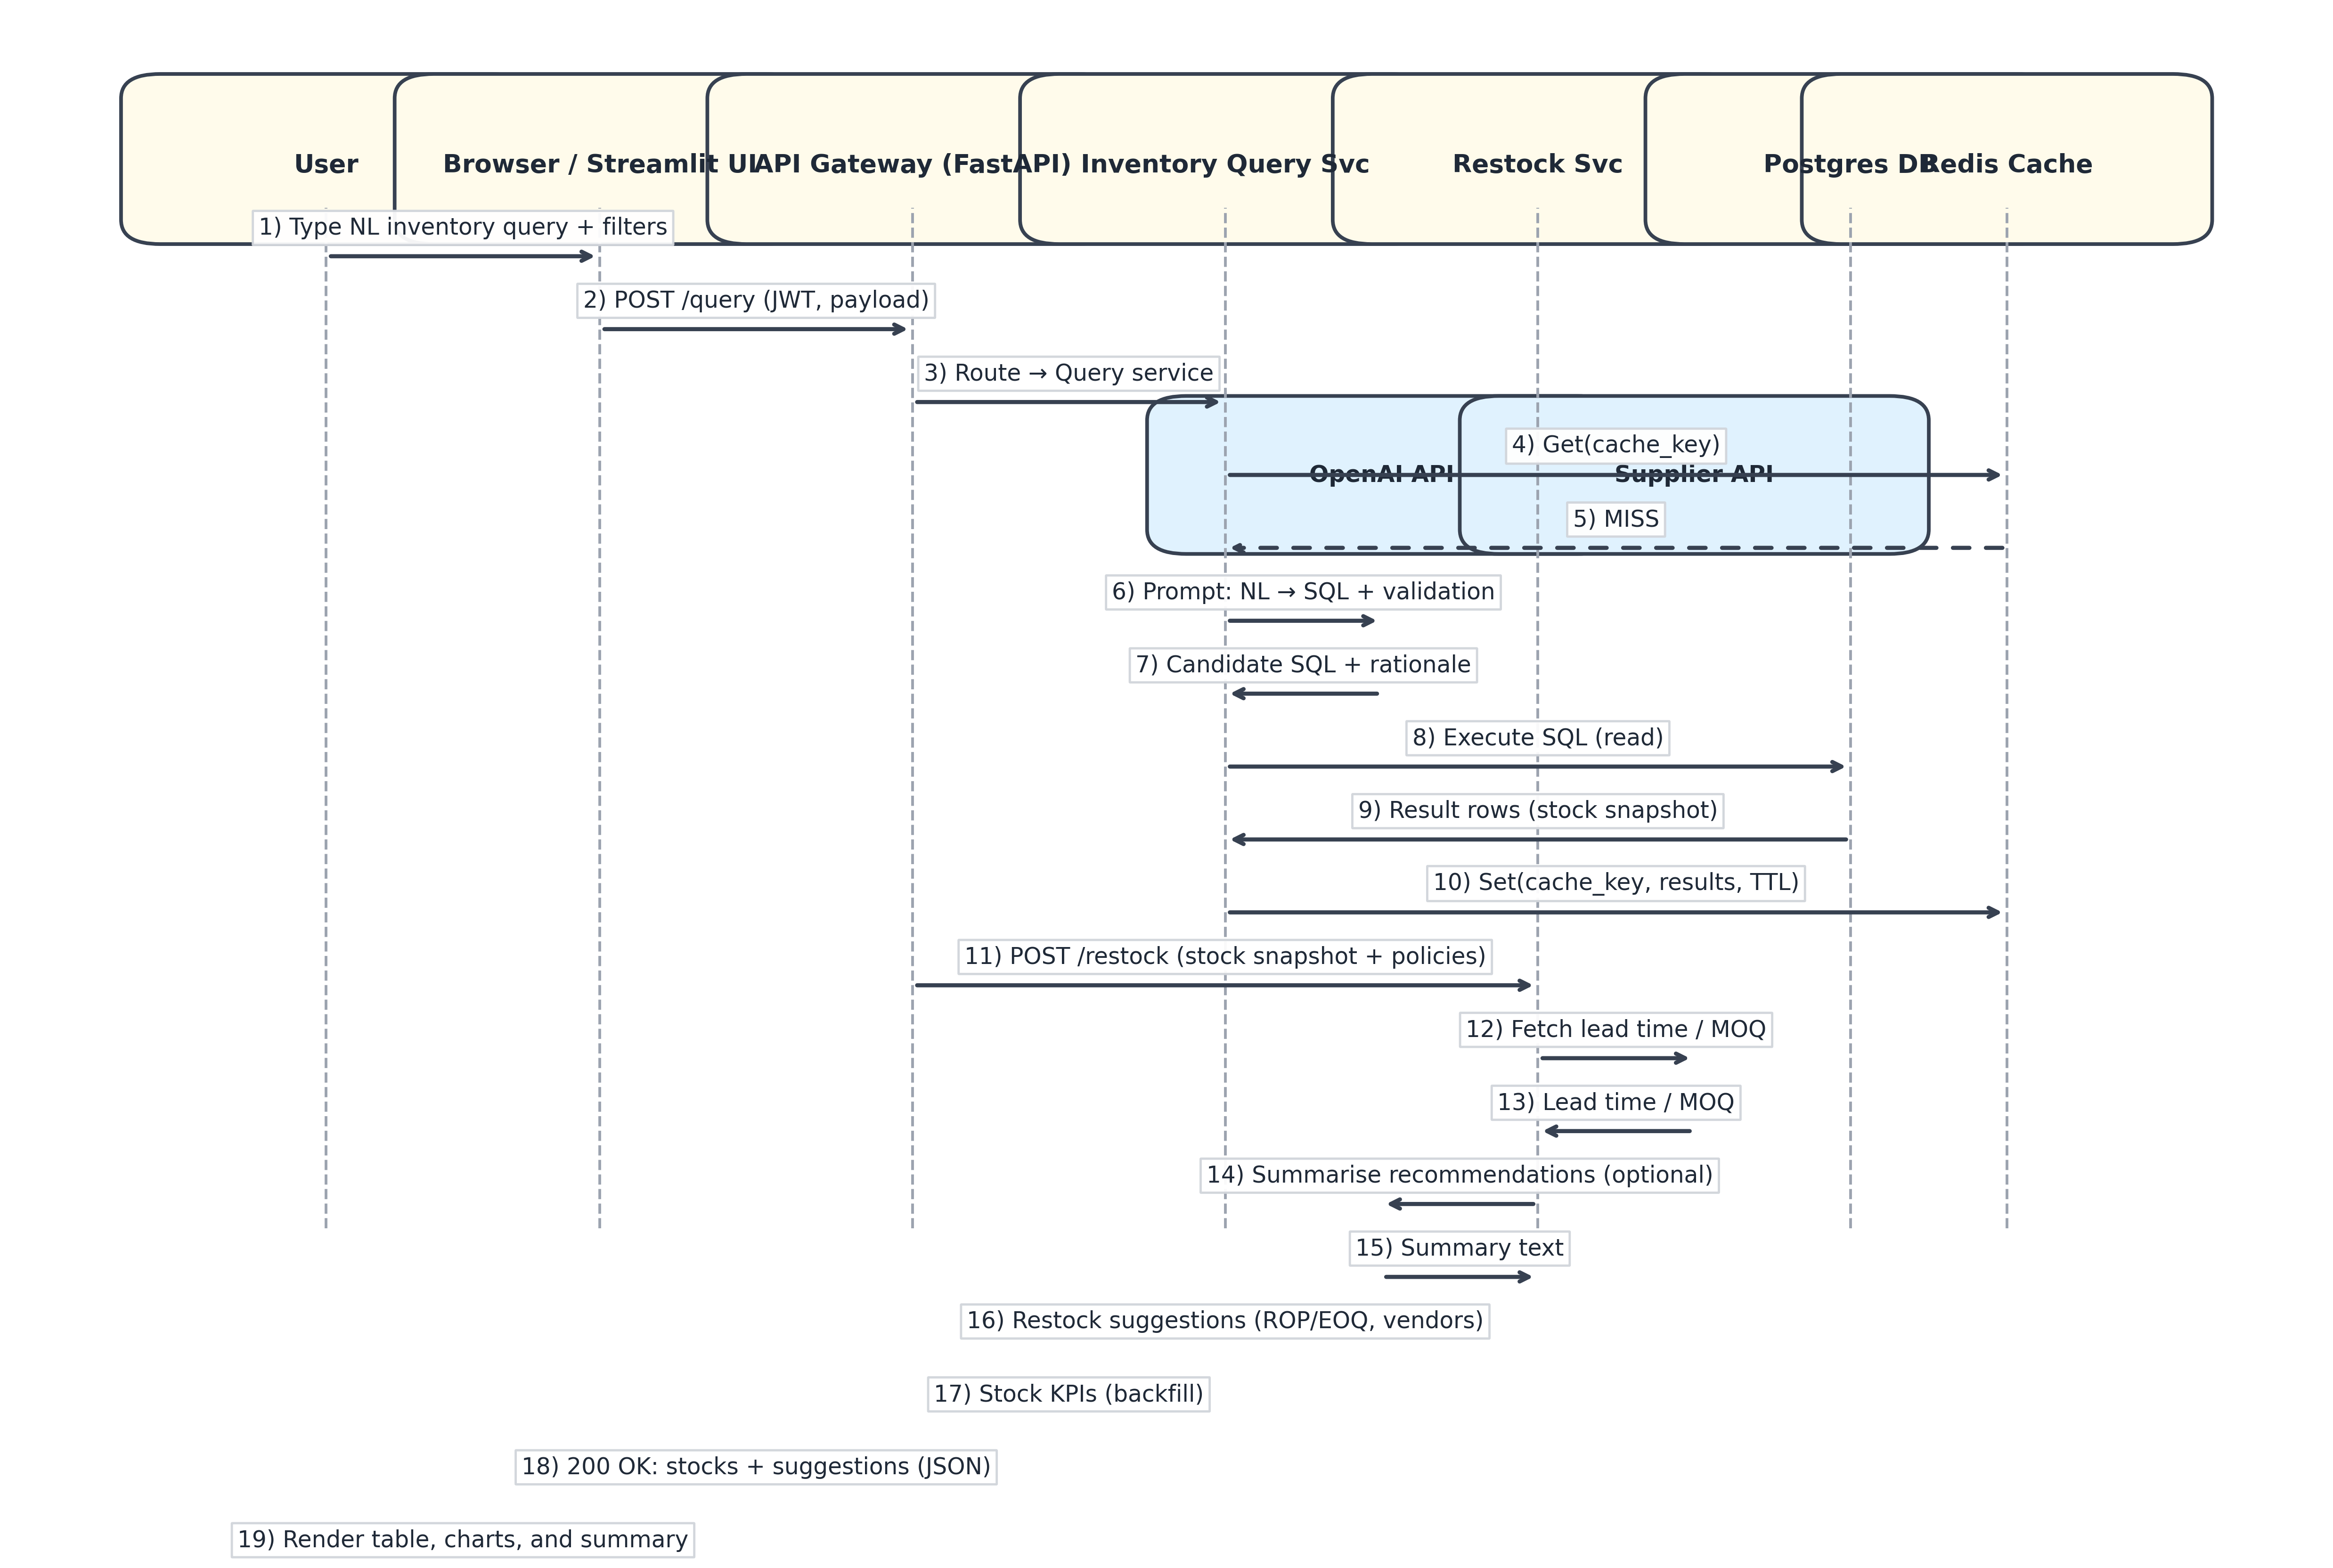 User
Browser / Streamlit UI
API Gateway (FastAPI)
Inventory Query Svc
Restock Svc
Postgres DB
Redis Cache
1) Type NL inventory query + filters
2) POST /query (JWT, payload)
3) Route → Query service
4) Get(cache_key)
OpenAI API
Supplier API
5) MISS
6) Prompt: NL → SQL + validation
7) Candidate SQL + rationale
8) Execute SQL (read)
9) Result rows (stock snapshot)
10) Set(cache_key, results, TTL)
11) POST /restock (stock snapshot + policies)
12) Fetch lead time / MOQ
13) Lead time / MOQ
14) Summarise recommendations (optional)
15) Summary text
16) Restock suggestions (ROP/EOQ, vendors)
17) Stock KPIs (backfill)
18) 200 OK: stocks + suggestions (JSON)
19) Render table, charts, and summary